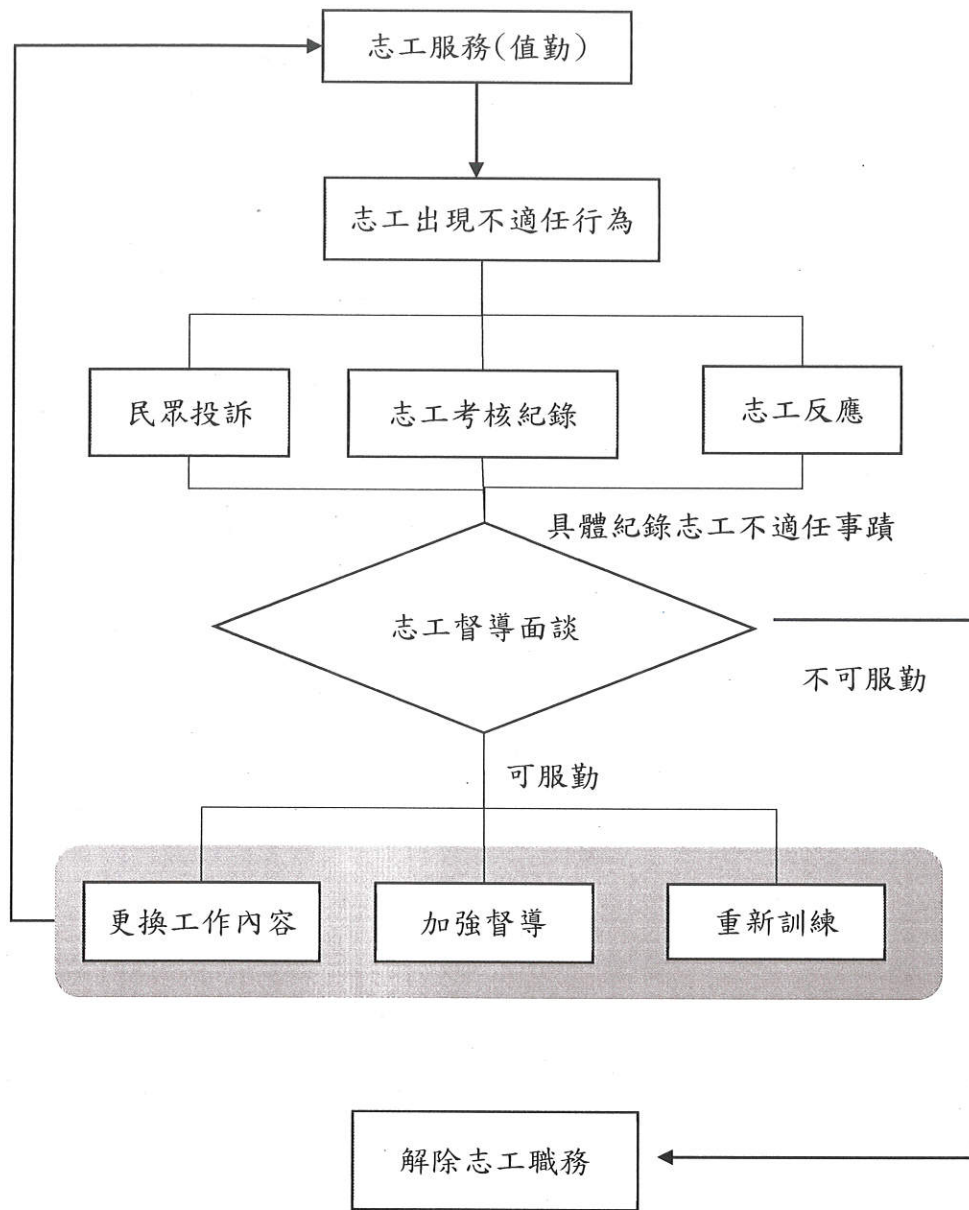 志工服務(值勤)
志工出現不適任行為
民眾投訴
志工考核紀錄
志工反應
具體紀錄志工不適任事蹟
志工督導面談
不可服勤
可服勤
更換工作內容
加強督導
重新訓練
解除志工職務